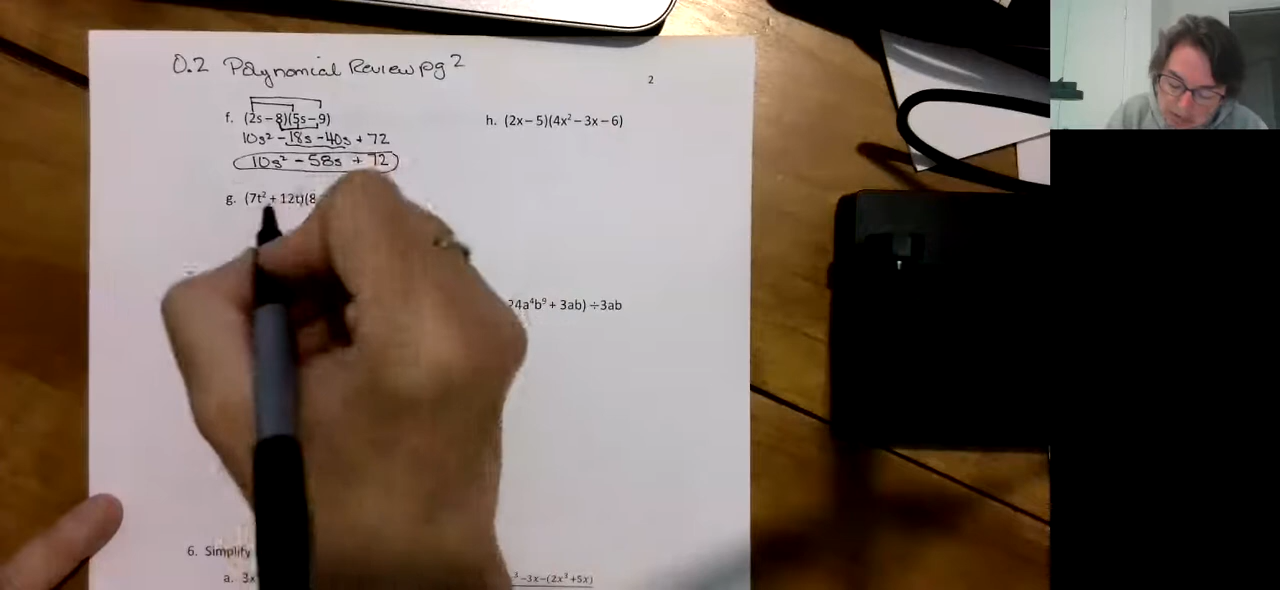 0.2 Polynomial Review pg 2
2
f. (2s – 8)(5s – 9)
10s² - 18s - 40s + 72
10s² - 58s + 72
g. (7t² + 12t)(8
h. (2x – 5)(4x² – 3x – 6)
24a⁴b⁹ + 3ab) ÷3ab
6. Simplify
a. 3x
–3x–(2x³+5x)